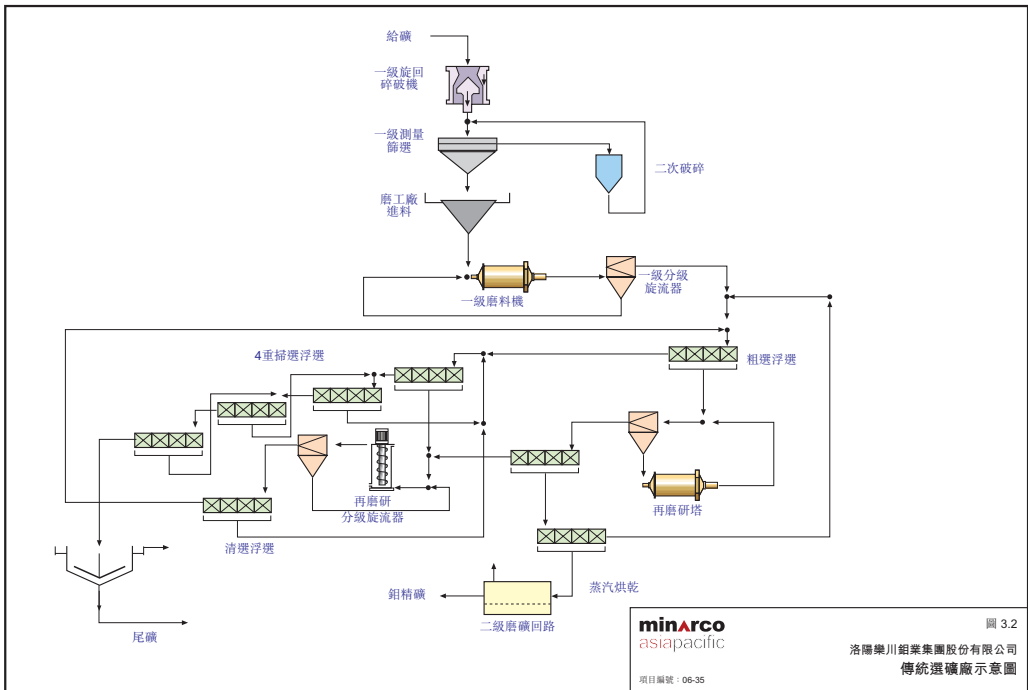 給礦
一級旋回
碎破機
一級測量
篩選
二次破碎
磨工廠
進料
一級分級
旋流器
一級磨料機
4重掃選浮選
粗選浮選
再磨研
分級旋流器
再磨研塔
清選浮選
蒸汽烘乾
鉬精礦
二級磨礦回路
尾礦
minarco
asiapacific
圖 3.2
洛陽欒川鉬業集團股份有限公司
傳統選礦廠示意圖
項目編號：06-35